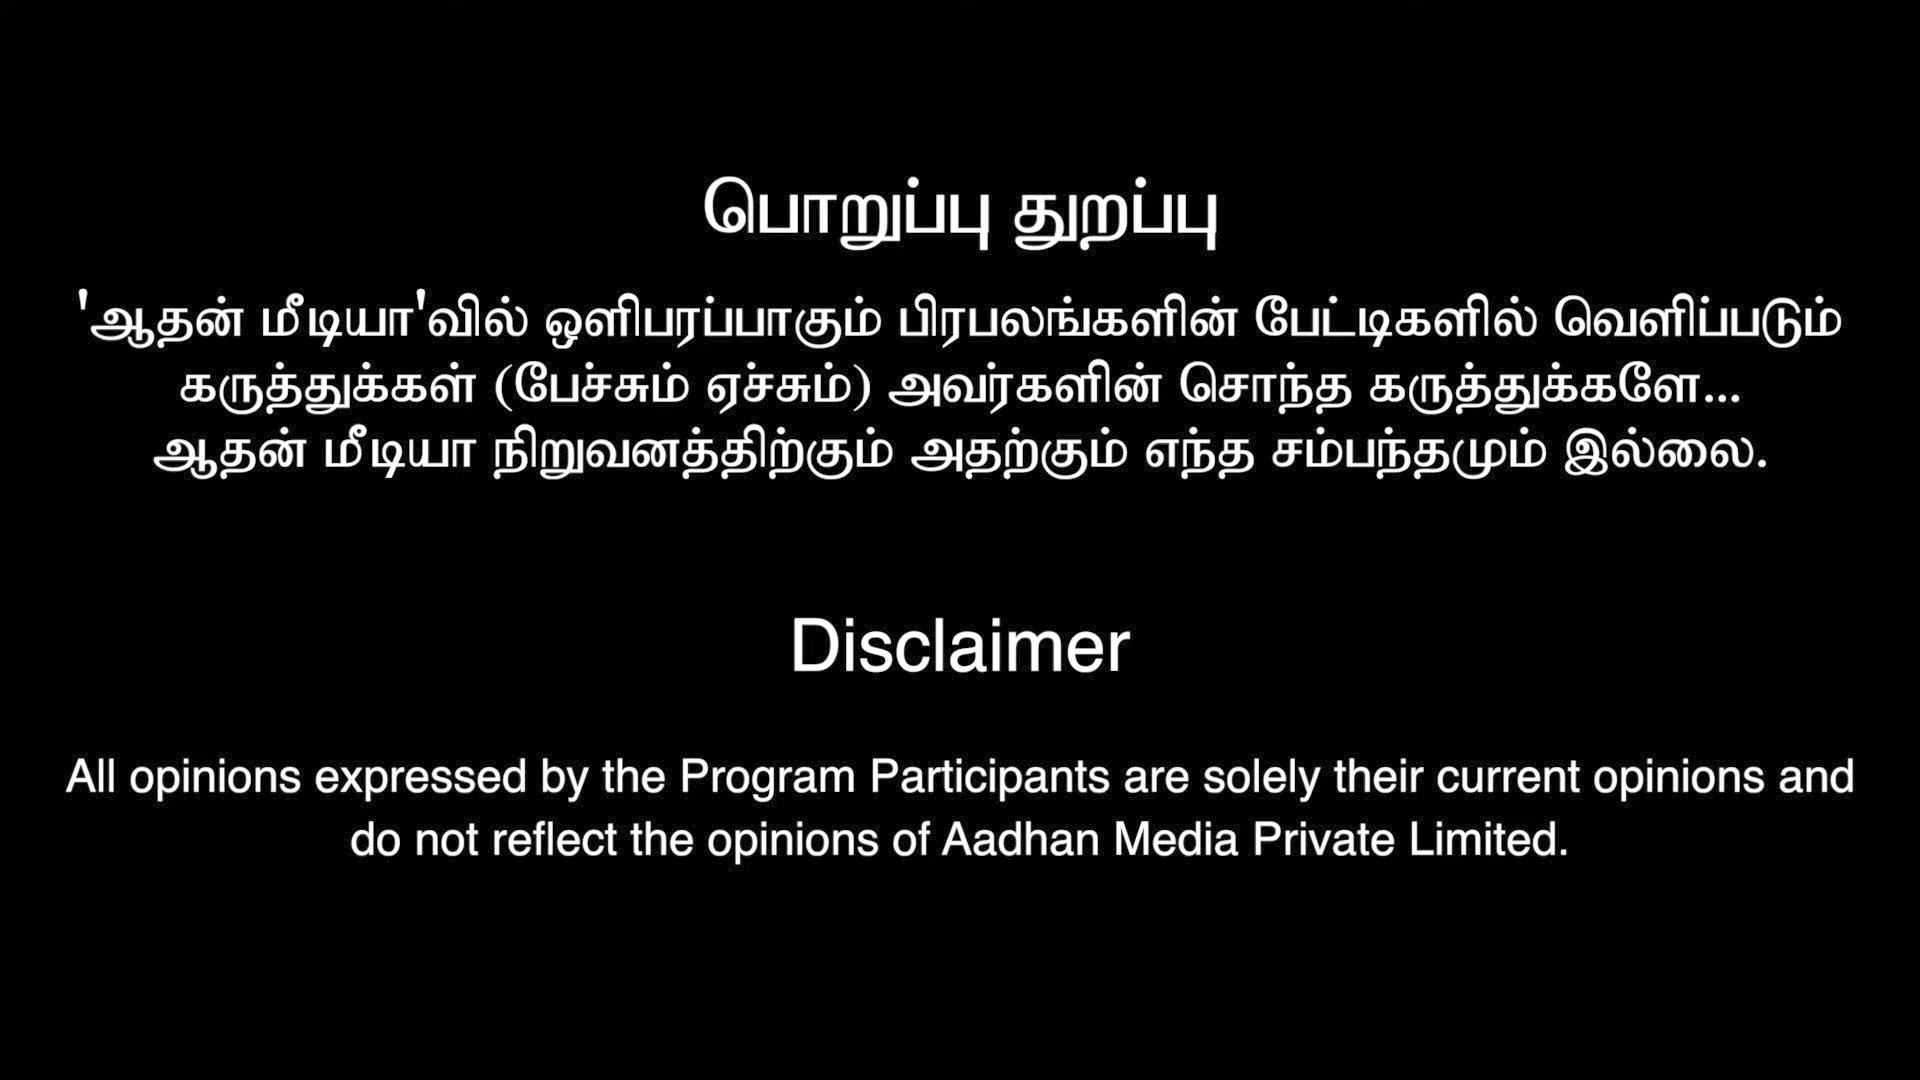 பொறுப்பு துறப்பு
'ஆதன் மீடியா'வில் ஒளிபரப்பாகும் பிரபலங்களின் பேட்டிகளில் வெளிப்படும்
கருத்துக்கள் (பேச்சும் ஏச்சும்) அவர்களின் சொந்த கருத்துக்களே...
ஆதன் மீடியா நிறுவனத்திற்கும் அதற்கும் எந்த சம்பந்தமும் இல்லை.
Disclaimer
All opinions expressed by the Program Participants are solely their current opinions and
do not reflect the opinions of Aadhan Media Private Limited.